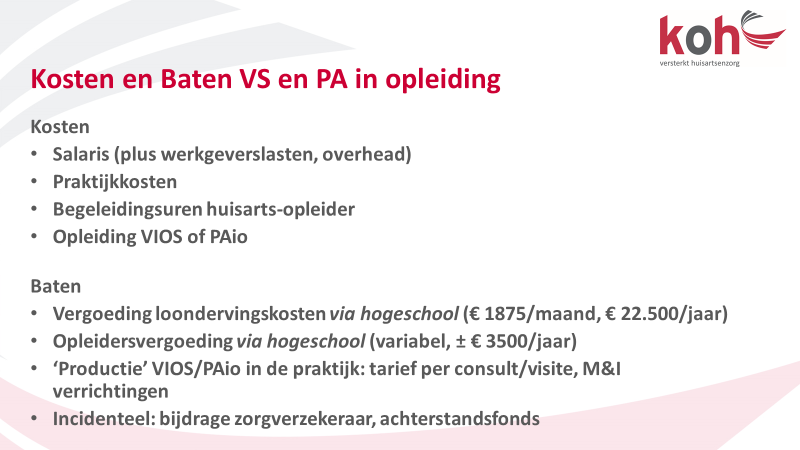 koh
versterkt huisartsenzorg
Kosten en Baten VS en PA in opleiding
Kosten
• Salaris (plus werkgeverslasten, overhead)
• Praktijkkosten
• Begeleidingsuren huisarts-opleider
• Opleiding VIOS of PAio
Baten
• Vergoeding loondervingskosten via hogeschool (€ 1875/maand, € 22.500/jaar)
• Opleidersvergoeding via hogeschool (variabel, ± € 3500/jaar)
• ‘Productie’ VIOS/PAio in de praktijk: tarief per consult/visite, M&I
verrichtingen
• Incidenteel: bijdrage zorgverzekeraar, achterstandsfonds